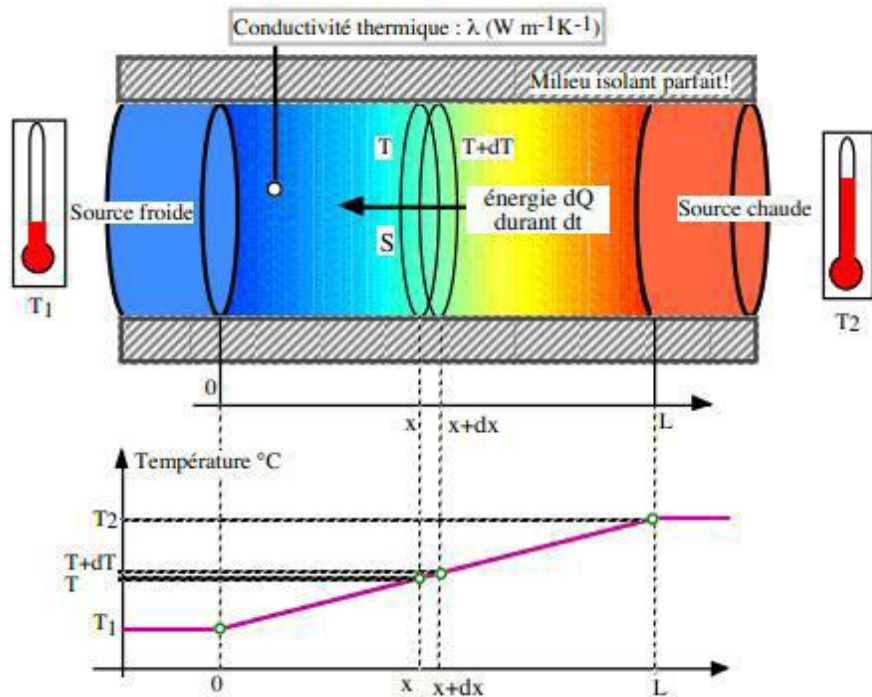 Conductivité thermique : λ (W m-1K-1)
Milieu isolant parfait!
T
T+dT
énergie dQ
durant dt
Source froide
Source chaude
S
T1
T2
0
x
x+dx
L
Température °C
T2
T+dT
T
T1
0
x
x+dx
L